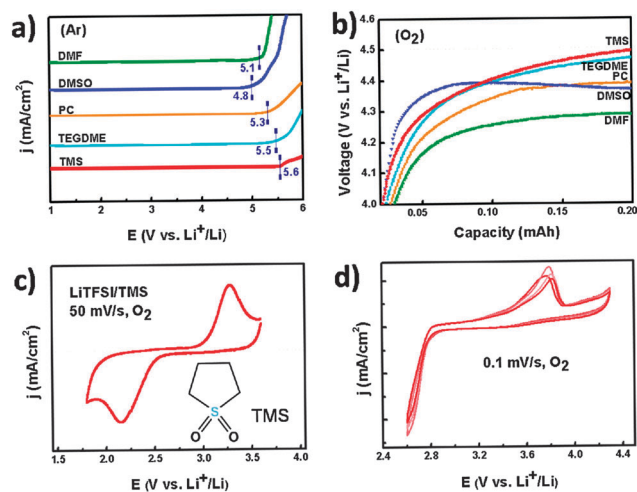 a)
(Ar)
DMF
5.1
DMSO
4.8
PC
5.3
TEGDME
5.5
TMS
5.6
j (mA/cm²)
1 2 3 4 5 6
E (V vs. Li⁺/Li)
b)
(O₂)
TMS
TEGDME
PC
DMSO
DMF
Voltage (V vs. Li⁺/Li)
4.6
4.5
4.4
4.3
4.2
4.1
4.0
0.05 0.10 0.15 0.20
Capacity (mAh)
c)
LiTFSI/TMS
50 mV/s, O₂
S
O O
TMS
j (mA/cm²)
1.5 2.0 2.5 3.0 3.5 4.0
E (V vs. Li⁺/Li)
d)
0.1 mV/s, O₂
j (mA/cm²)
2.4 2.8 3.2 3.6 4.0 4.4
E (V vs. Li⁺/Li)